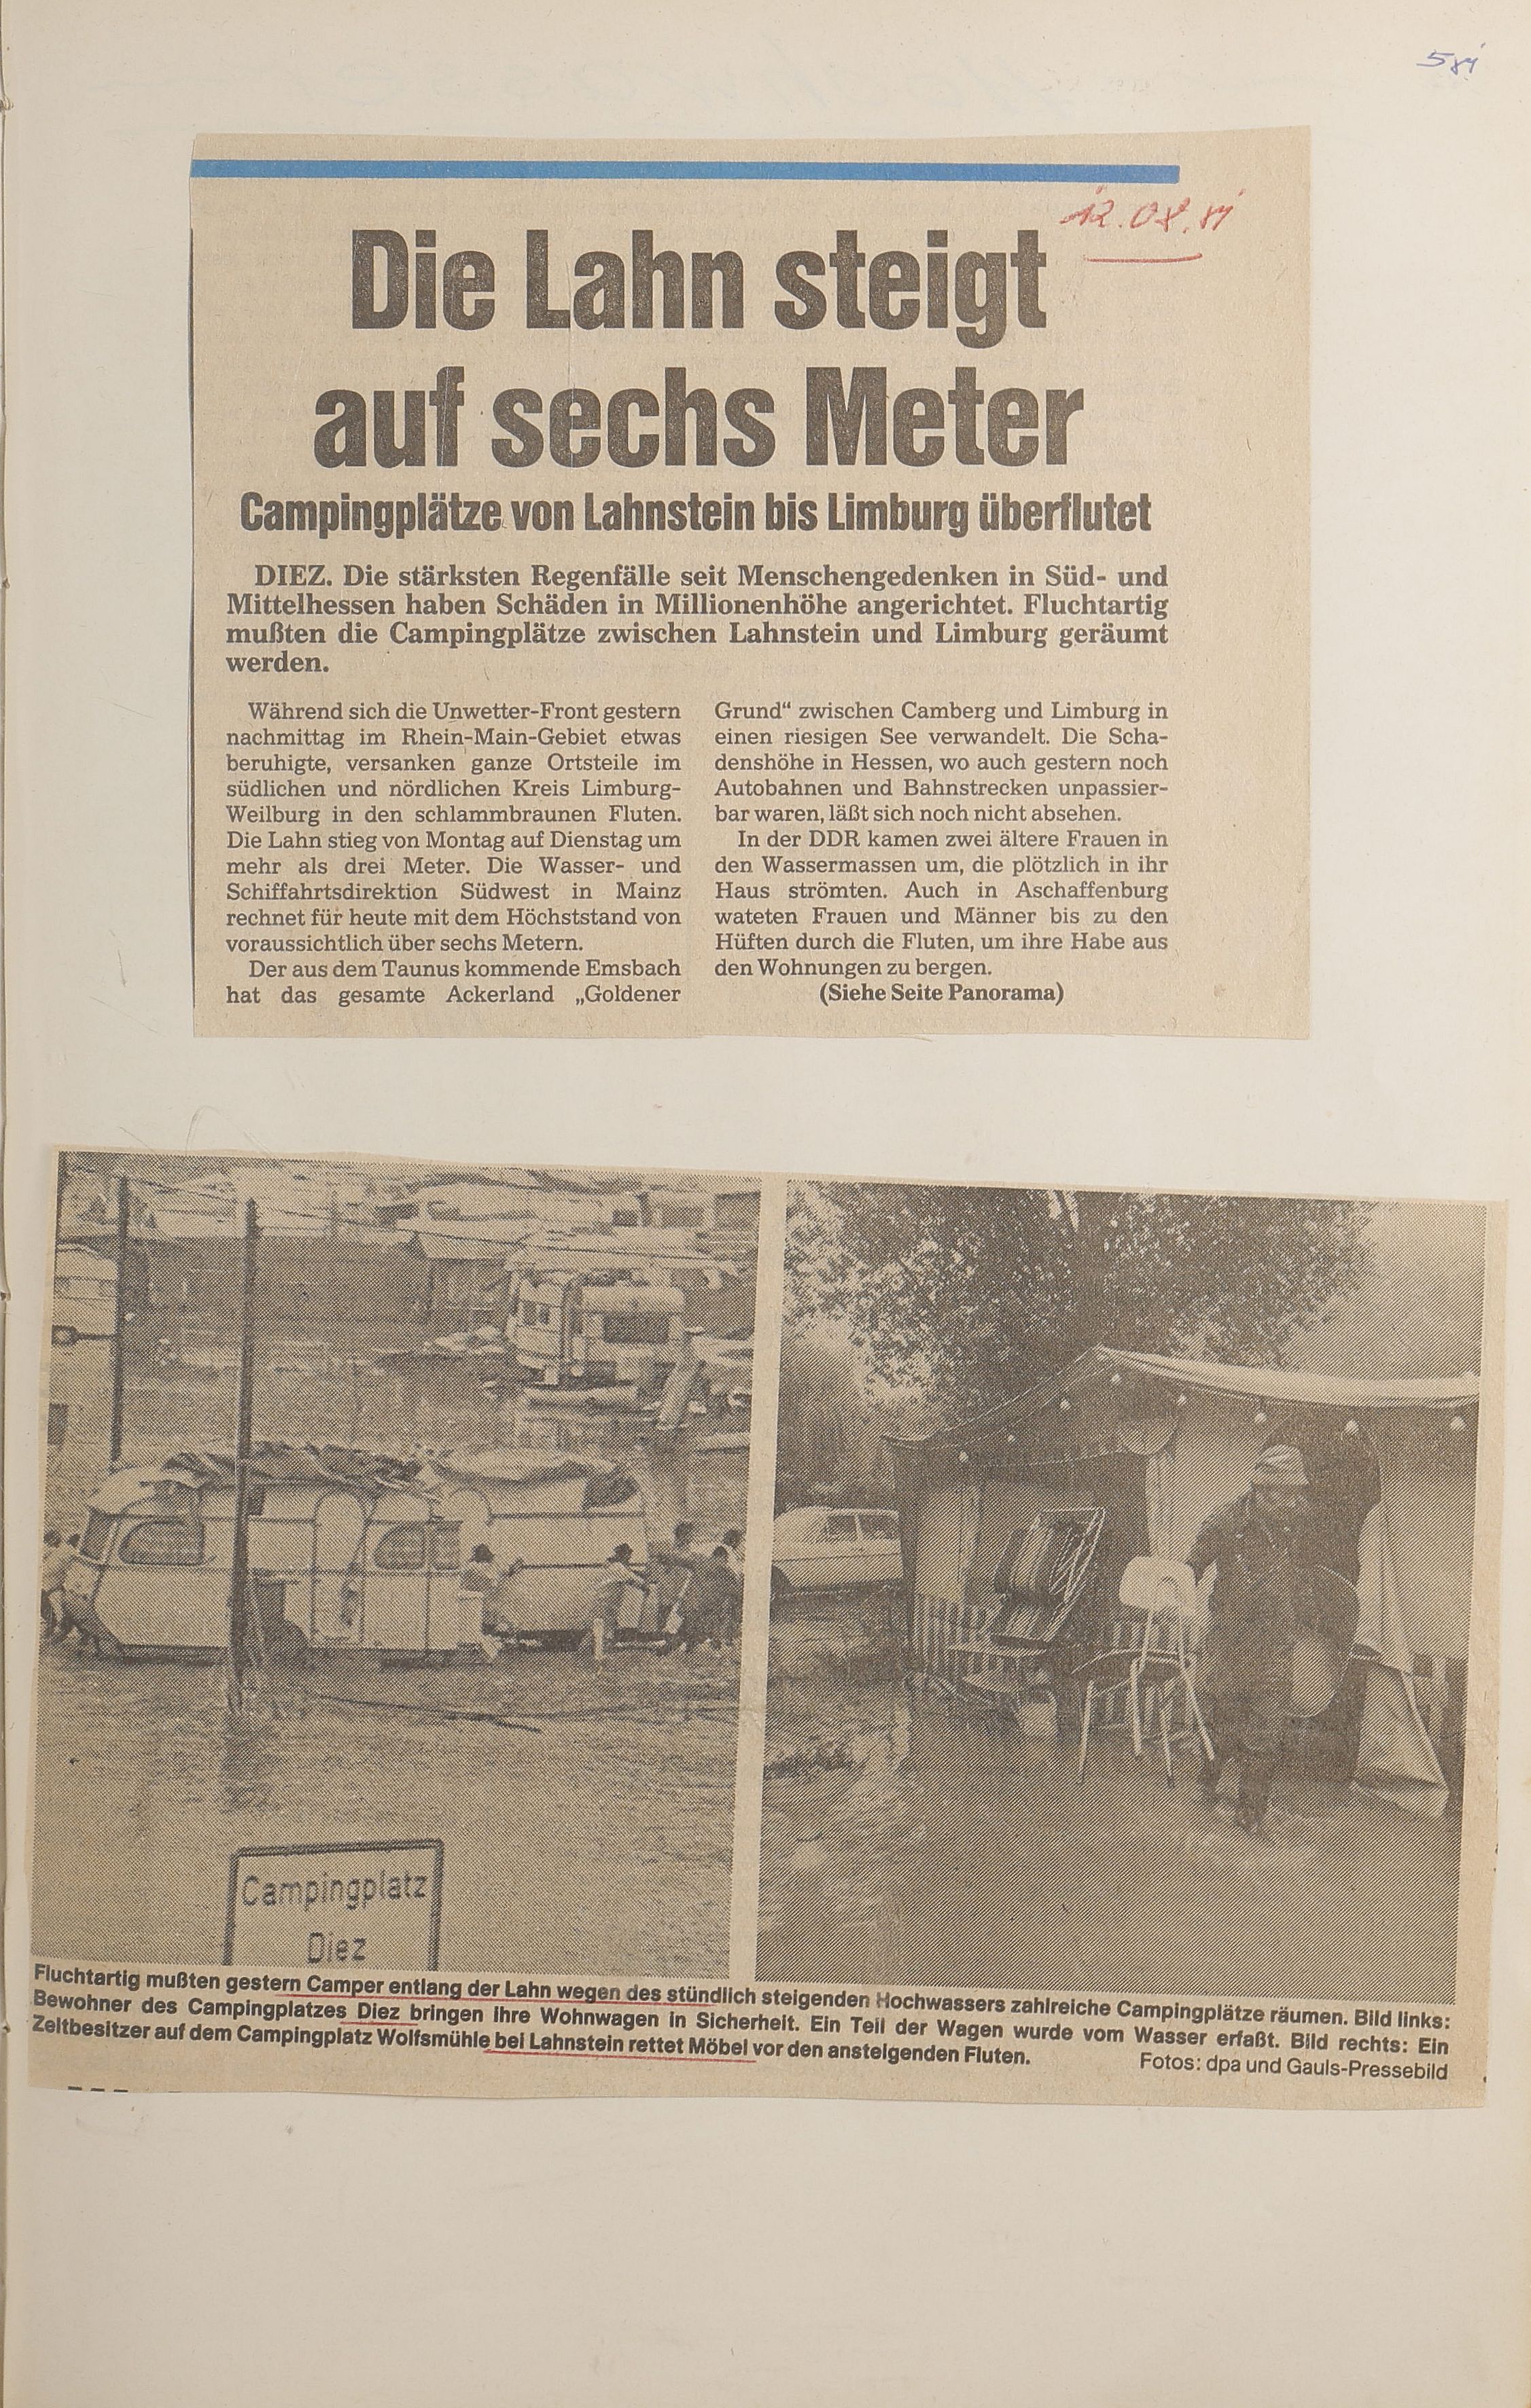 12.08.81
Die Lahn steigt
auf sechs Meter
Campingplätze von Lahnstein bis Limburg überflutet
DIEZ. Die stärksten Regenfälle seit Menschengedenken in Süd- und
Mittelhessen haben Schäden in Millionenhöhe angerichtet. Fluchtartig
mußten die Campingplätze zwischen Lahnstein und Limburg geräumt
werden.
Während sich die Unwetter-Front gestern
nachmittag im Rhein-Main-Gebiet etwas
beruhigte, versanken ganze Ortsteile im
südlichen und nördlichen Kreis Limburg-
Weilburg in den schlammbraunen Fluten.
Die Lahn stieg von Montag auf Dienstag um
mehr als drei Meter. Die Wasser- und
Schiffahrtsdirektion Südwest in Mainz
rechnet für heute mit dem Höchststand von
voraussichtlich über sechs Metern.
Der aus dem Taunus kommende Emsbach
hat das gesamte Ackerland „Goldener
Grund“ zwischen Camberg und Limburg in
einen riesigen See verwandelt. Die Scha-
denshöhe in Hessen, wo auch gestern noch
Autobahnen und Bahnstrecken unpassier-
bar waren, läßt sich noch nicht absehen.
In der DDR kamen zwei ältere Frauen in
den Wassermassen um, die plötzlich in ihr
Haus strömten. Auch in Aschaffenburg
wateten Frauen und Männer bis zu den
Hüften durch die Fluten, um ihre Habe aus
den Wohnungen zu bergen.
(Siehe Seite Panorama)
Campingplatz
Diez
Fluchtartig mußten gestern Camper entlang der Lahn wegen des stündlich steigenden Hochwassers zahlreiche Campingplätze räumen. Bild links:
Bewohner des Campingplatzes Diez bringen ihre Wohnwagen in Sicherheit. Ein Teil der Wagen wurde vom Wasser erfaßt. Bild rechts: Ein
Zeltbesitzer auf dem Campingplatz Wolfsmühle bei Lahnstein rettet Möbel vor den ansteigenden Fluten.
Fotos: dpa und Gauls-Pressebild